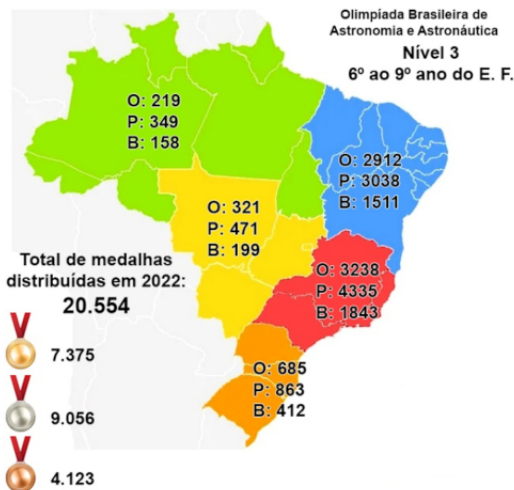 Olimpíada Brasileira de
Astronomia e Astronáutica
Nível 3
6º ao 9º ano do E. F.
O: 219
P: 349
B: 158
O: 2912
P: 3038
B: 1511
O: 321
P: 471
B: 199
O: 3238
P: 4335
B: 1843
O: 685
P: 863
B: 412
Total de medalhas
distribuídas em 2022:
20.554
7.375
9.056
4.123